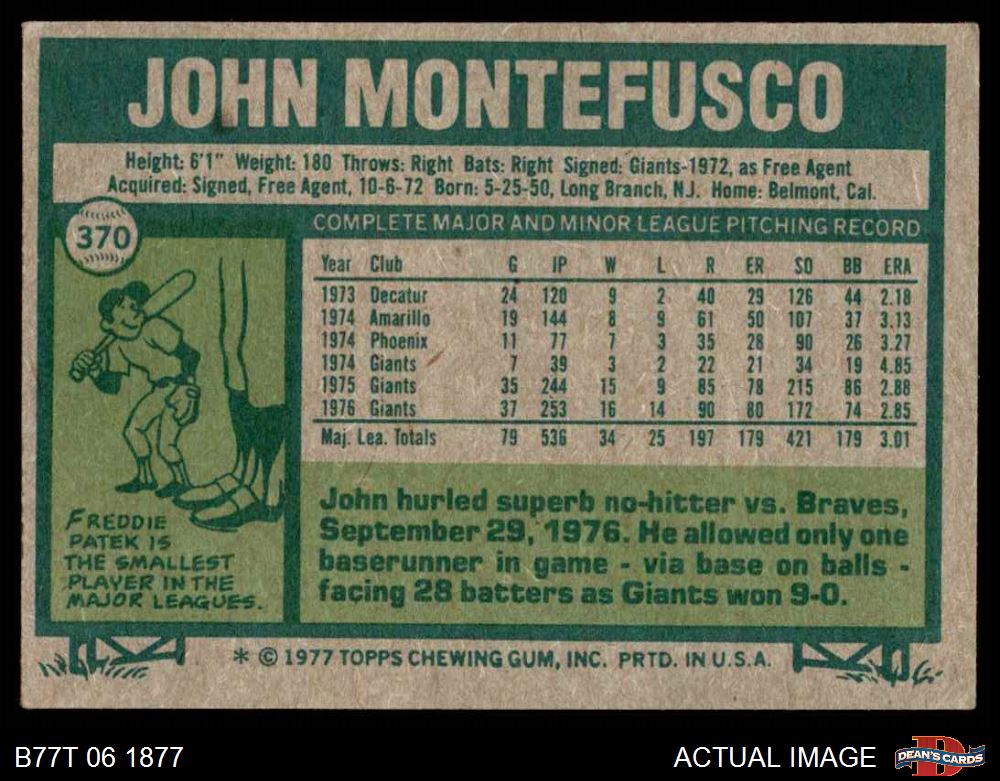 JOHN MONTEFUSCO
Height: 6'1" Weight: 180 Throws: Right Bats: Right Signed: Giants-1972, as Free Agent
Acquired: Signed, Free Agent, 10-6-72 Born: 5-25-50, Long Branch, N.J. Home: Belmont, Cal.
370
COMPLETE MAJOR AND MINOR LEAGUE PITCHING RECORD
Year Club G IP W L R ER SO BB ERA
1973 Decatur 24 120 9 2 40 29 126 44 2.18
1974 Amarillo 19 144 8 9 61 50 107 37 3.13
1974 Phoenix 11 77 7 3 35 28 90 26 3.27
1974 Giants 7 39 3 2 22 21 34 19 4.85
1975 Giants 35 244 15 9 85 78 215 86 2.88
1976 Giants 37 253 16 14 90 80 172 74 2.85
Maj. Lea. Totals 79 536 34 25 197 179 421 179 3.01
FREDDIE
PATEK IS
THE SMALLEST
PLAYER IN THE
MAJOR LEAGUES.
John hurled superb no-hitter vs. Braves,
September 29, 1976. He allowed only one
baserunner in game - via base on balls -
facing 28 batters as Giants won 9-0.
* © 1977 TOPPS CHEWING GUM, INC. PRTD. IN U.S.A.
B77T 06 1877
ACTUAL IMAGE
D
DEAN'S CARDS